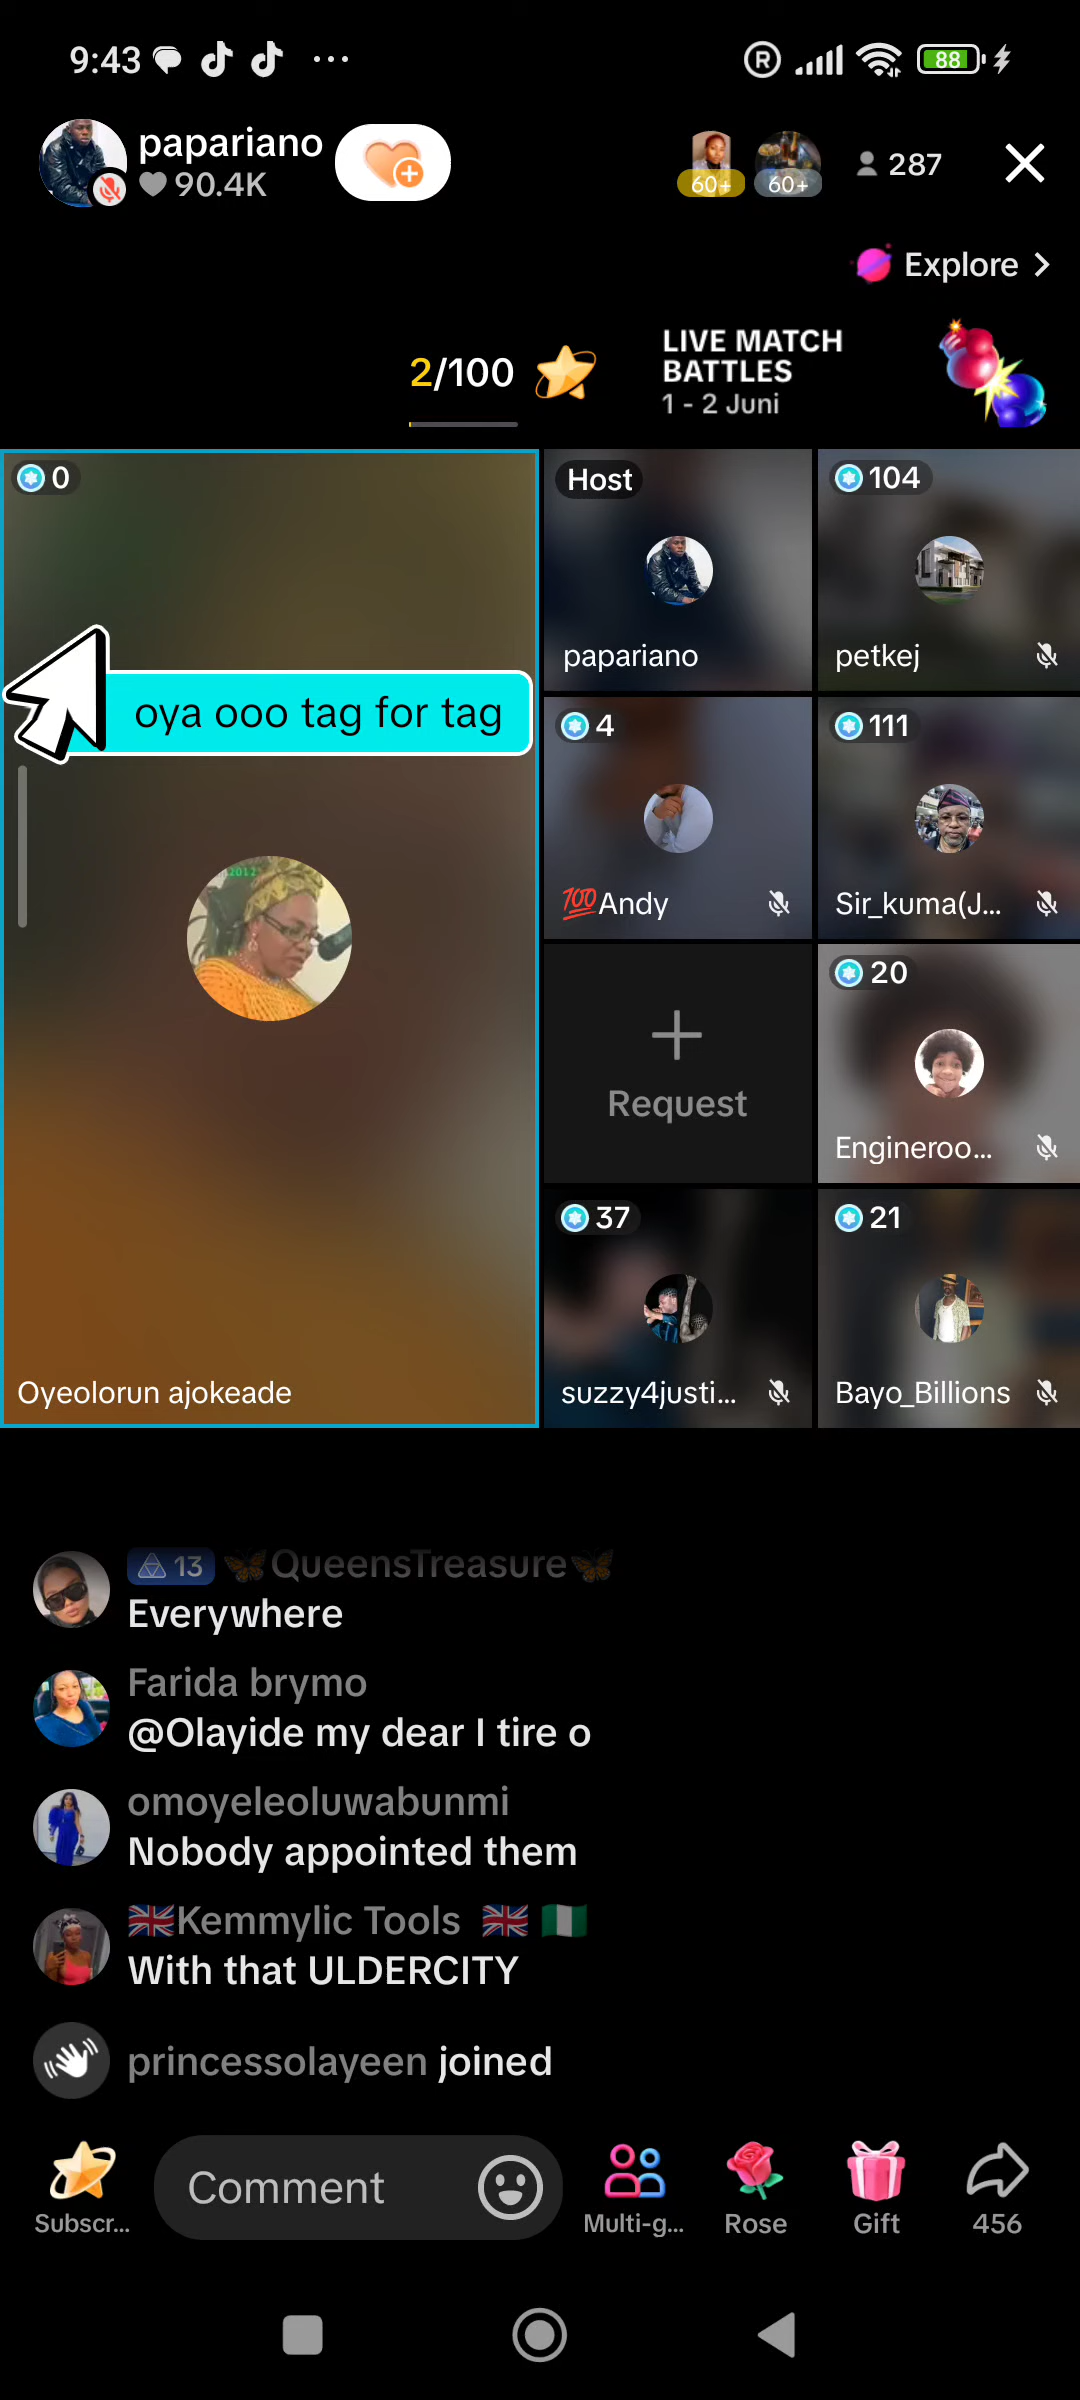 9:43
88
papariano
90.4K
60+
60+
287
Explore
2/100
LIVE MATCH
BATTLES
1 - 2 Juni
0
oya ooo tag for tag
Oyeolorun ajokeade
Host
papariano
104
petkej
4
💯Andy
111
Sir_kuma(J...
Request
20
Engineroo...
37
suzzy4justi...
21
Bayo_Billions
13 🦋QueensTreasure🦋
Everywhere
Farida brymo
@Olayide my dear I tire o
omoyeleoluwabunmi
Nobody appointed them
🇬🇧Kemmylic Tools 🇬🇧 🇳🇬
With that ULDERCITY
princessolayeen joined
Subscr...
Comment
Multi-g...
Rose
Gift
456